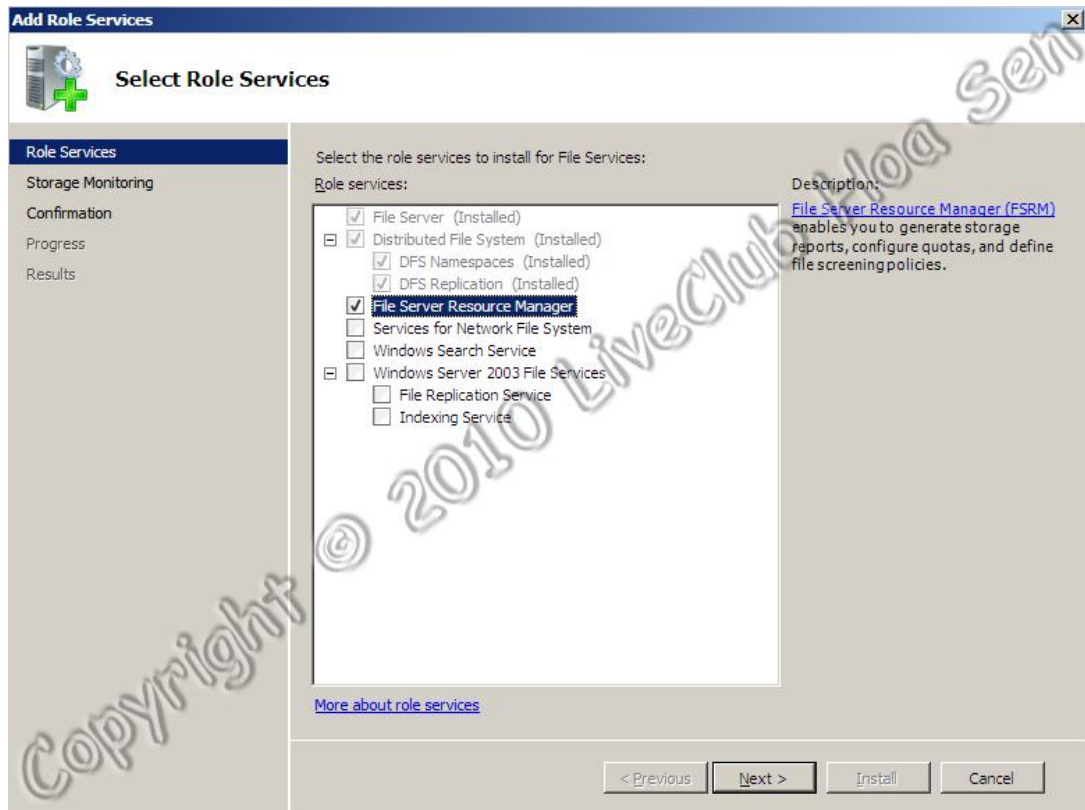 Add Role Services
Select Role Services
Role Services
Storage Monitoring
Confirmation
Progress
Results
Select the role services to install for File Services:
Role services:
File Server (Installed)
Distributed File System (Installed)
DFS Namespaces (Installed)
DFS Replication (Installed)
File Server Resource Manager
Services for Network File System
Windows Search Service
Windows Server 2003 File Services
File Replication Service
Indexing Service
More about role services
Description:
File Server Resource Manager (FSRM)
enables you to generate storage
reports, configure quotas, and define
file screening policies.
< Previous
Next >
Install
Cancel
Copyright © 2010 LiveClub Hoa Sen